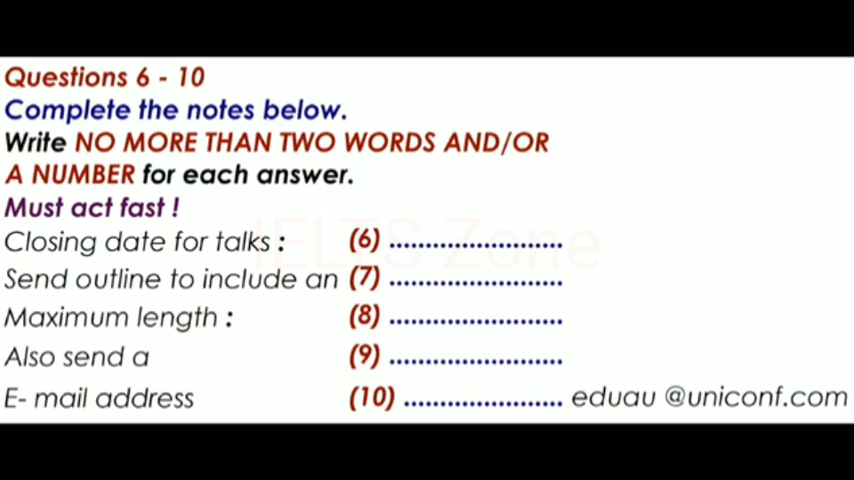 Questions 6 - 10
Complete the notes below.
Write NO MORE THAN TWO WORDS AND/OR
A NUMBER for each answer.
Must act fast !
IELTS Zone
Closing date for talks : (6) ........................
Send outline to include an (7) ........................
Maximum length : (8) ........................
Also send a (9) ........................
E- mail address (10) ...................... eduau @uniconf.com